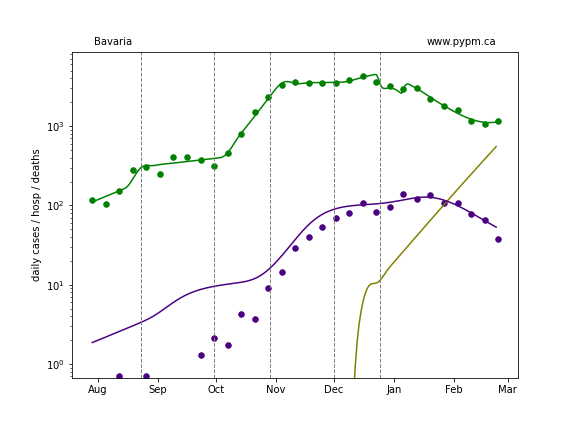 Bavaria www.pypm.ca
daily cases / hosp / deaths
10³
10²
10¹
10⁰
Aug Sep Oct Nov Dec Jan Feb Mar